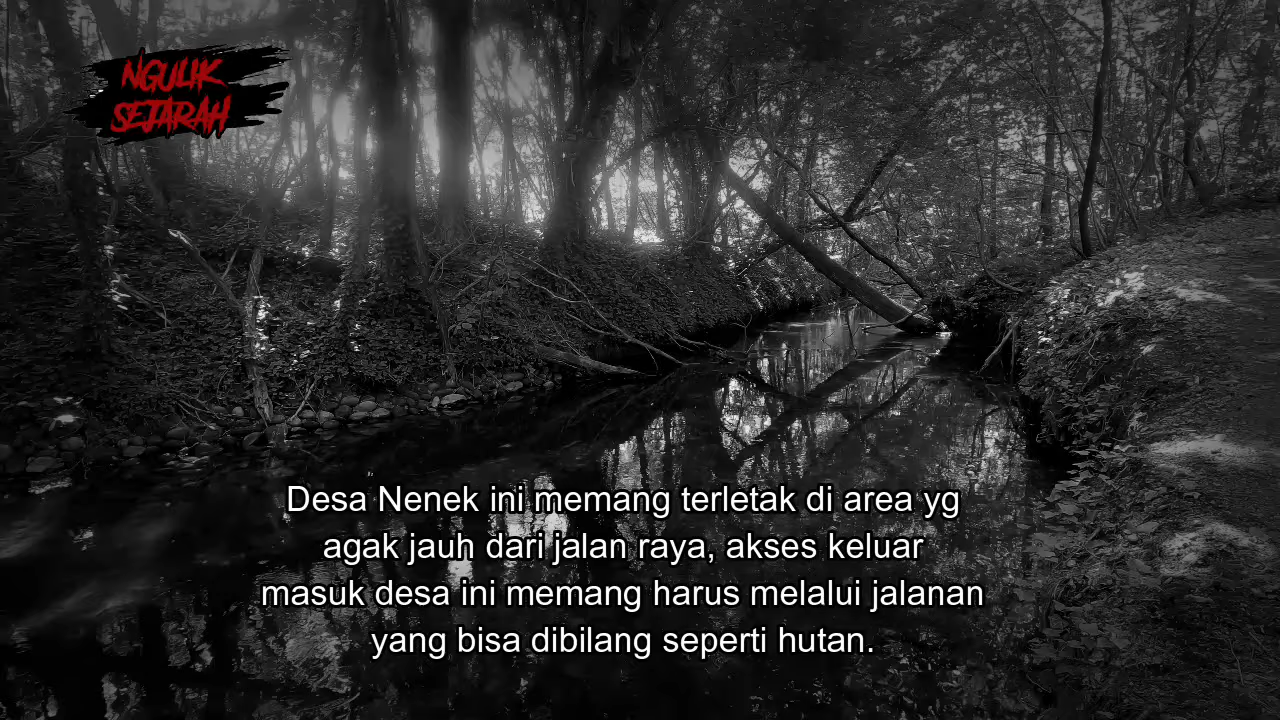 NGULIK
SEJARAH
Desa Nenek ini memang terletak di area yg
agak jauh dari jalan raya, akses keluar
masuk desa ini memang harus melalui jalanan
yang bisa dibilang seperti hutan.